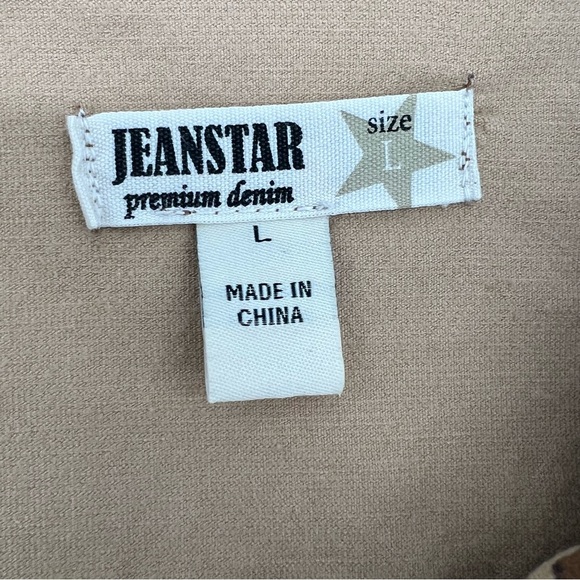 JEANSTAR
premium denim
size
L
L
MADE IN
CHINA